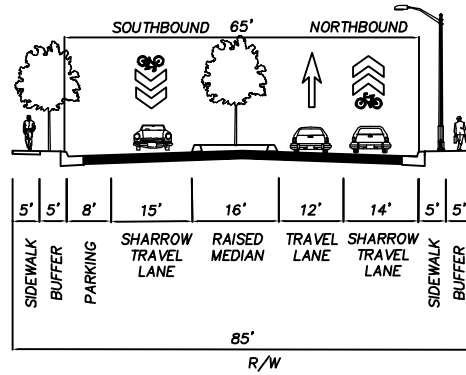 SOUTHBOUND 65' NORTHBOUND
5' 5' 8' 15' 16' 12' 14' 5' 5'
SIDEWALK
BUFFER
PARKING
SHARROW
TRAVEL
LANE
RAISED
MEDIAN
TRAVEL
LANE
SHARROW
TRAVEL
LANE
SIDEWALK
BUFFER
85'
R/W